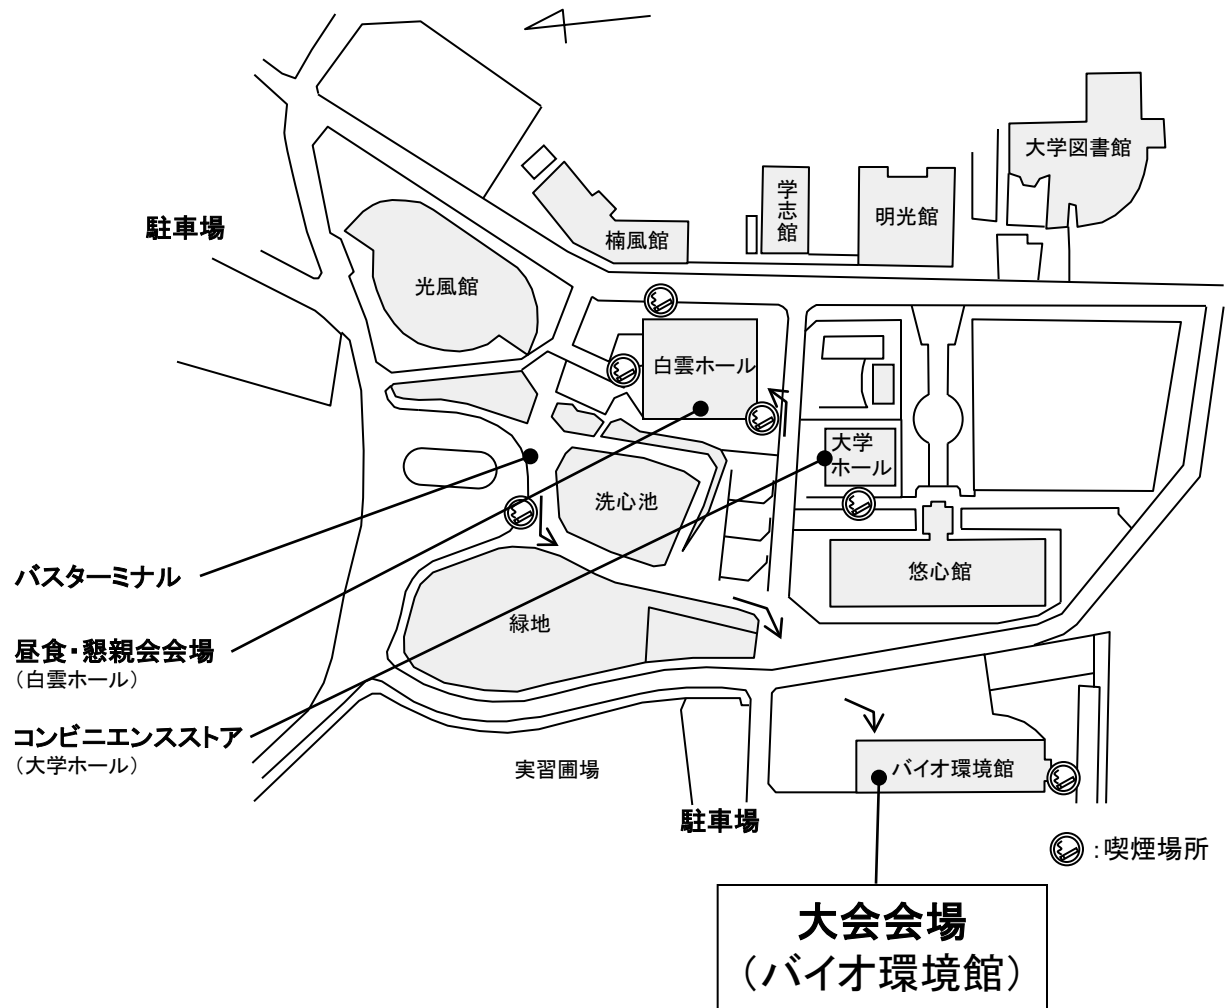 大学図書館
学志館
明光館
楠風館
駐車場
光風館
白雲ホール
大学
ホール
洗心池
バスターミナル
悠心館
緑地
昼食・懇親会会場
（白雲ホール）
コンビニエンスストア
（大学ホール）
実習圃場
バイオ環境館
駐車場
：喫煙場所
大会会場
（バイオ環境館）